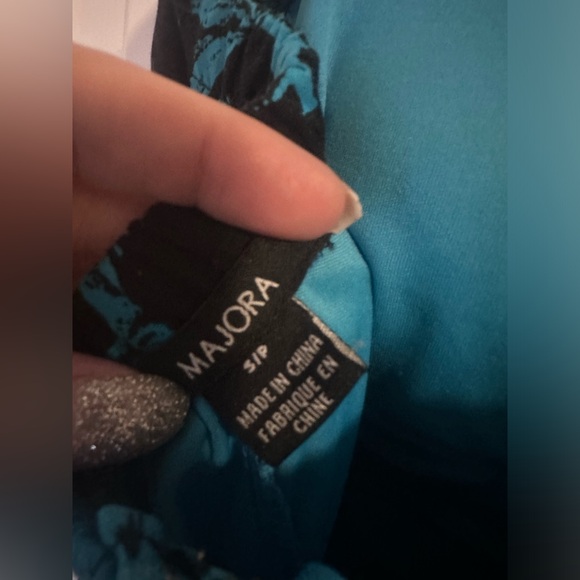 MAJORA
S/P
MADE IN CHINA
FABRIQUE EN
CHINE